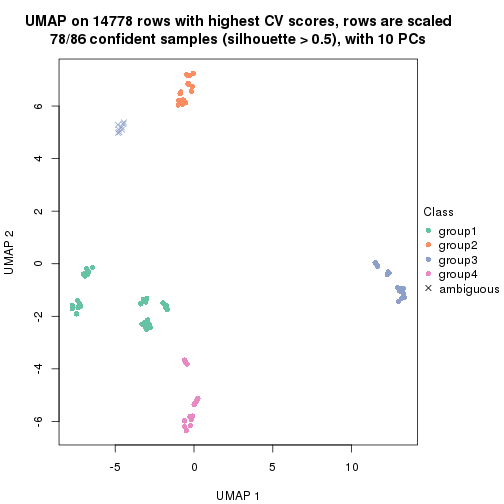 UMAP on 14778 rows with highest CV scores, rows are scaled
78/86 confident samples (silhouette > 0.5), with 10 PCs
UMAP 2
6
4
2
0
-2
-4
-6
-5
0
5
10
UMAP 1
Class
group1
group2
group3
group4
ambiguous